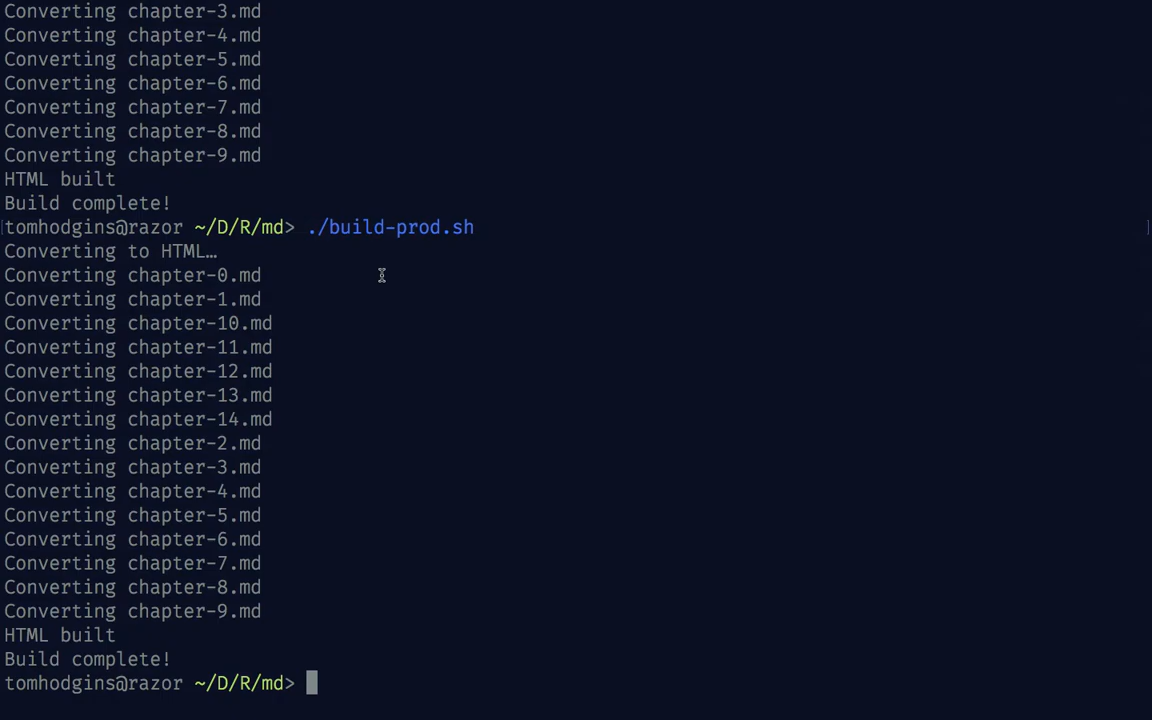 Converting chapter-3.md
Converting chapter-4.md
Converting chapter-5.md
Converting chapter-6.md
Converting chapter-7.md
Converting chapter-8.md
Converting chapter-9.md
HTML built
Build complete!
tomhodgins@razor ~/D/R/md> ./build-prod.sh
Converting to HTML…
Converting chapter-0.md
Converting chapter-1.md
Converting chapter-10.md
Converting chapter-11.md
Converting chapter-12.md
Converting chapter-13.md
Converting chapter-14.md
Converting chapter-2.md
Converting chapter-3.md
Converting chapter-4.md
Converting chapter-5.md
Converting chapter-6.md
Converting chapter-7.md
Converting chapter-8.md
Converting chapter-9.md
HTML built
Build complete!
tomhodgins@razor ~/D/R/md>